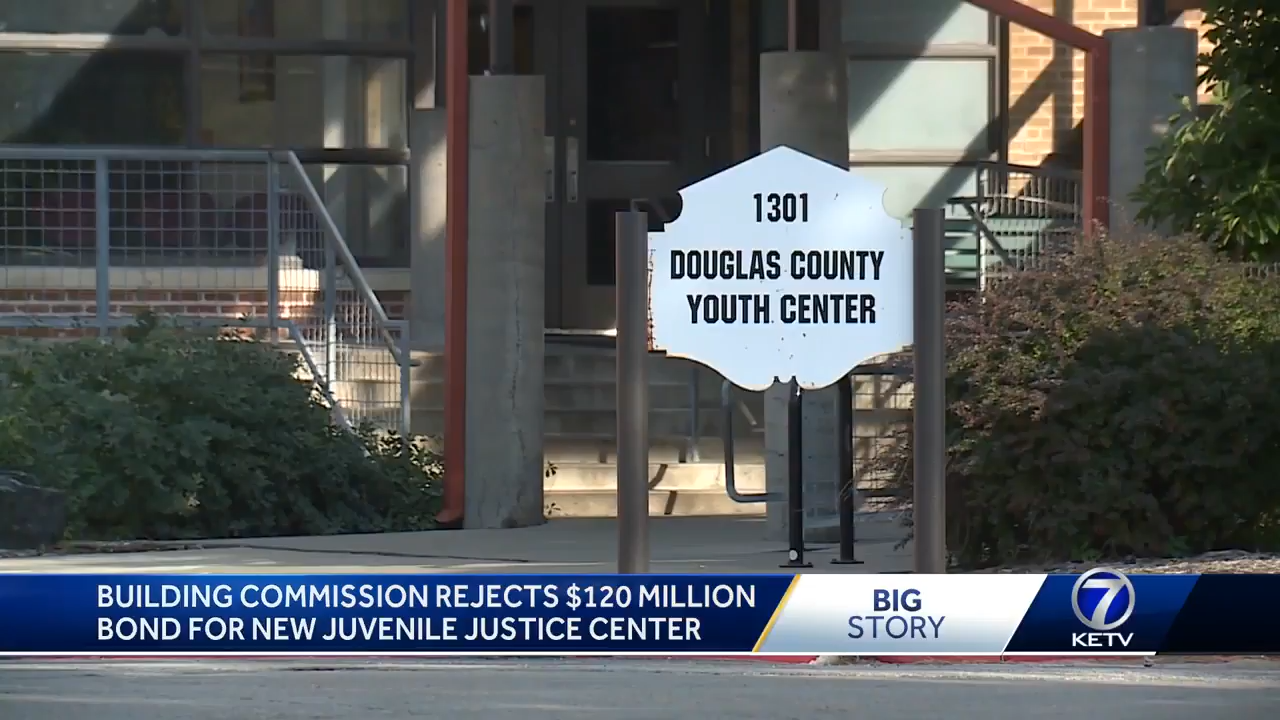 1301
DOUGLAS COUNTY
YOUTH CENTER
BUILDING COMMISSION REJECTS $120 MILLION
BOND FOR NEW JUVENILE JUSTICE CENTER
BIG
STORY
7
KETV